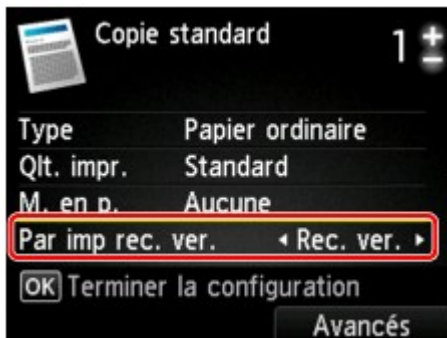 Copie standard 1
Type Papier ordinaire
Qlt. impr. Standard
M. en p. Aucune
Par imp rec. ver. Rec. ver.
OK Terminer la configuration
Avancés